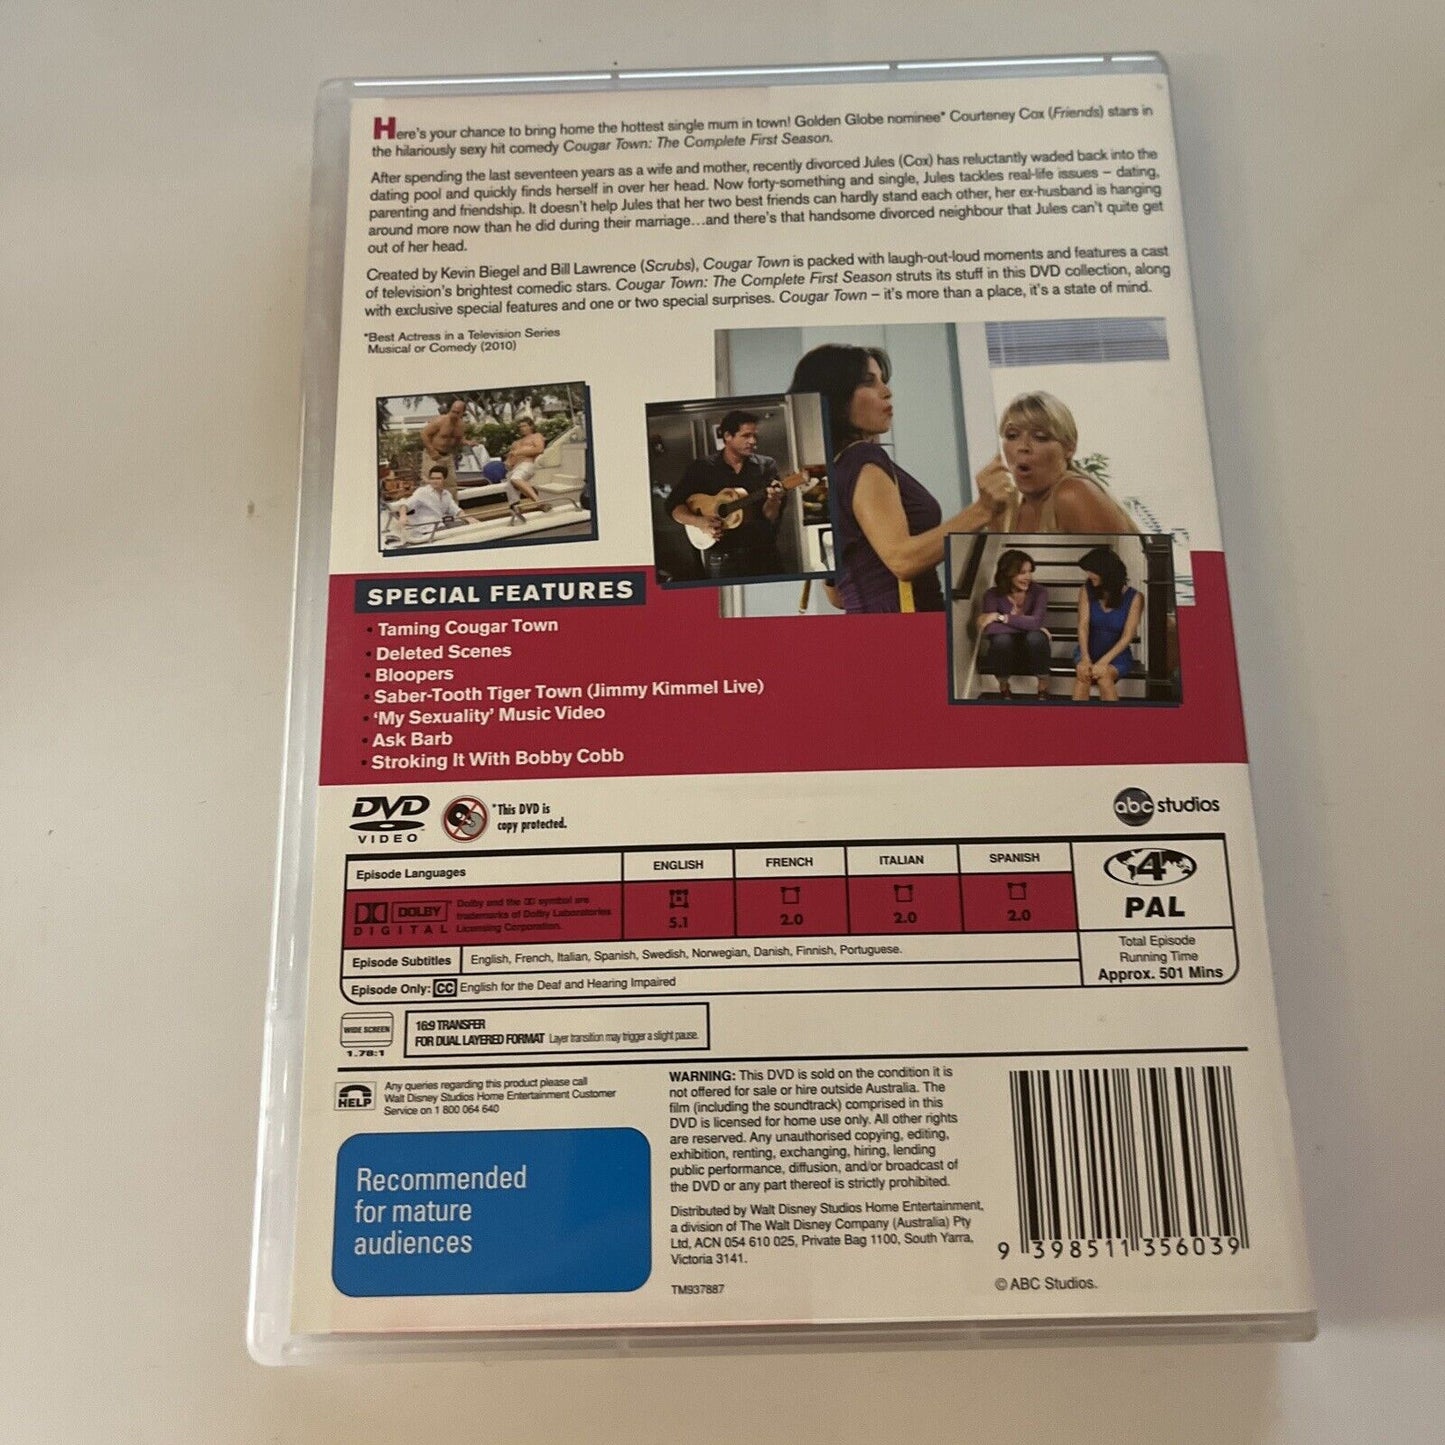 Here's your chance to bring home the hottest single mum in town! Golden Globe nominee* Courteney Cox (Friends) stars in
the hilariously sexy hit comedy Cougar Town: The Complete First Season.
After spending the last seventeen years as a wife and mother, recently divorced Jules (Cox) has reluctantly waded back into the
dating pool and quickly finds herself in over her head. Now forty-something and single, Jules tackles real-life issues – dating,
parenting and friendship. It doesn't help Jules that her two best friends can hardly stand each other, her ex-husband is hanging
around more now than he did during their marriage...and there's that handsome divorced neighbour that Jules can't quite get
out of her head.
Created by Kevin Biegel and Bill Lawrence (Scrubs), Cougar Town is packed with laugh-out-loud moments and features a cast
of television's brightest comedic stars. Cougar Town: The Complete First Season struts its stuff in this DVD collection, along
with exclusive special features and one or two special surprises. Cougar Town – it's more than a place, it's a state of mind.
*Best Actress in a Television Series
Musical or Comedy (2010)
SPECIAL FEATURES
• Taming Cougar Town
• Deleted Scenes
• Bloopers
• Saber-Tooth Tiger Town (Jimmy Kimmel Live)
• 'My Sexuality' Music Video
• Ask Barb
• Stroking It With Bobby Cobb
DVD
VIDEO
*This DVD is
copy protected.
abc studios
Episode Languages
ENGLISH
FRENCH
ITALIAN
SPANISH
4
PAL
DOLBY
DIGITAL
Dolby and the DD symbol are
trademarks of Dolby Laboratories
Licensing Corporation.
5.1
2.0
2.0
2.0
Episode Subtitles
English, French, Italian, Spanish, Swedish, Norwegian, Danish, Finnish, Portuguese.
Total Episode
Running Time
Approx. 501 Mins
Episode Only: CC English for the Deaf and Hearing Impaired
WIDE SCREEN
1.78:1
16:9 TRANSFER
FOR DUAL LAYERED FORMAT Layer transition may trigger a slight pause.
HELP
Any queries regarding this product please call
Walt Disney Studios Home Entertainment Customer
Service on 1 800 064 640
Recommended
for mature
audiences
WARNING: This DVD is sold on the condition it is
not offered for sale or hire outside Australia. The
film (including the soundtrack) comprised in this
DVD is licensed for home use only. All other rights
are reserved. Any unauthorised copying, editing,
exhibition, renting, exchanging, hiring, lending
public performance, diffusion, and/or broadcast of
the DVD or any part thereof is strictly prohibited.
Distributed by Walt Disney Studios Home Entertainment,
a division of The Walt Disney Company (Australia) Pty
Ltd, ACN 054 610 025, Private Bag 1100, South Yarra,
Victoria 3141.
TM937887
9 398511 356039
© ABC Studios.